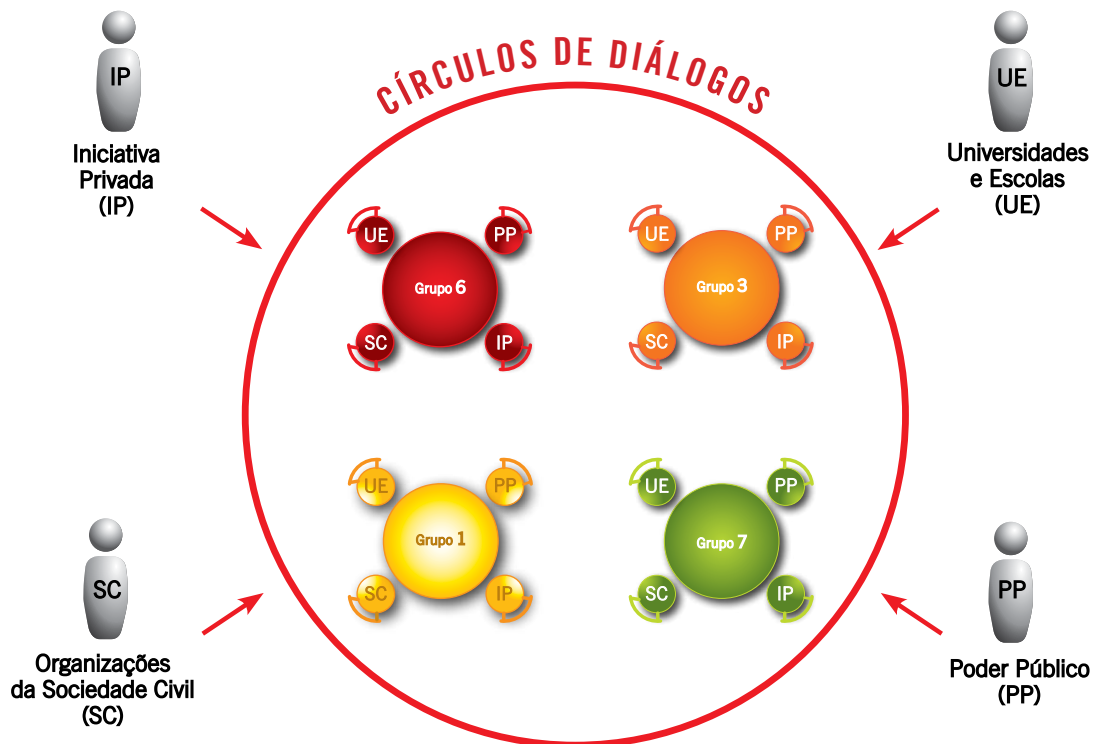 CÍRCULOS DE DIÁLOGOS
IP
Iniciativa
Privada
(IP)
UE
Universidades
e Escolas
(UE)
UE
PP
Grupo 6
SC
IP
UE
PP
Grupo 3
SC
IP
UE
PP
Grupo 1
SC
IP
UE
PP
Grupo 7
SC
IP
SC
Organizações
da Sociedade Civil
(SC)
PP
Poder Público
(PP)